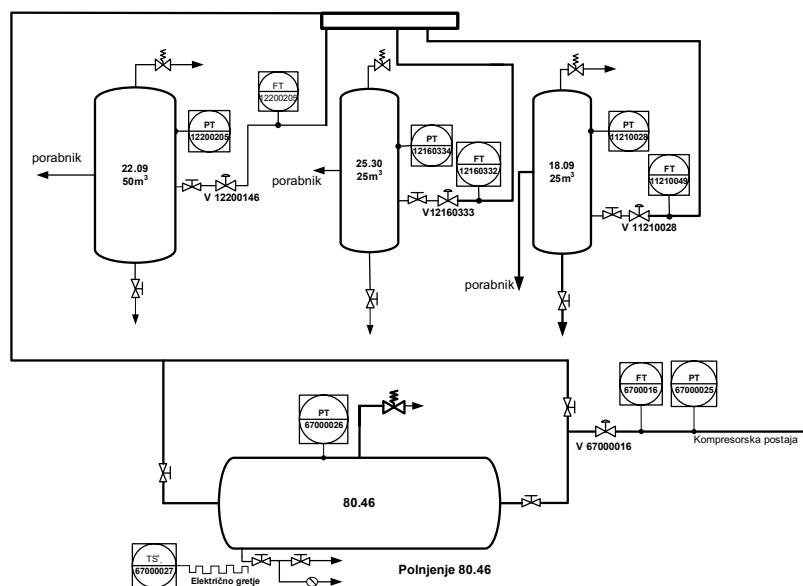 FT
12200205
PT
12200205
porabnik
22.09
50m³
V 12200146
PT
12160334
FT
12160332
porabnik
25.30
25m³
V12160333
PT
11210028
FT
11210049
18.09
25m³
V 11210028
porabnik
FT
6700016
PT
67000025
PT
67000026
V 67000016
Kompresorska postaja
80.46
TS
67000027
Električno gretje
Polnjenje 80.46